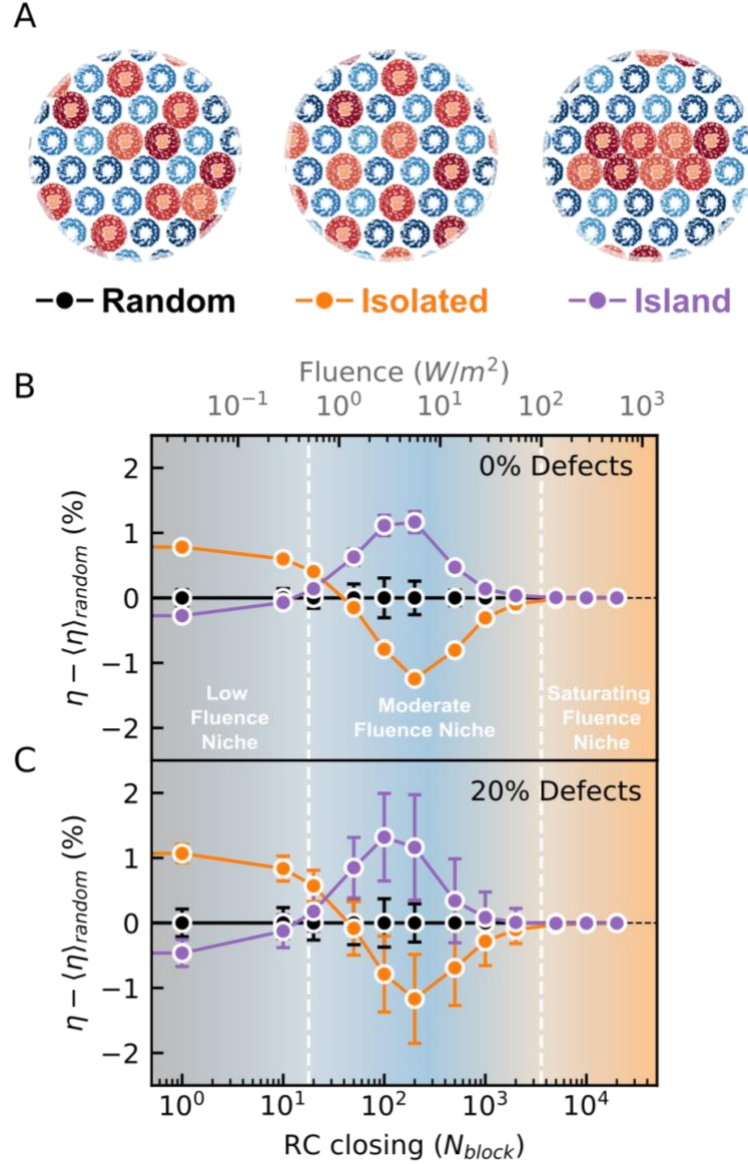 A
Random Isolated Island
B
Fluence (W/m²)
10⁻¹ 10⁰ 10¹ 10² 10³
0% Defects
η − ⟨η⟩random (%)
2
1
0
−1
−2
Low
Fluence
Niche
Moderate
Fluence Niche
Saturating
Fluence
Niche
C
20% Defects
η − ⟨η⟩random (%)
2
1
0
−1
−2
10⁰ 10¹ 10² 10³ 10⁴
RC closing (Nblock)